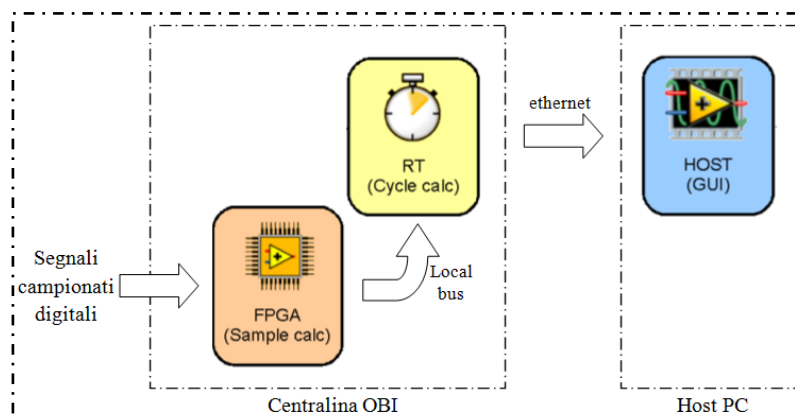 Segnali
campionati
digitali
FPGA
(Sample calc)
Local
bus
RT
(Cycle calc)
ethernet
HOST
(GUI)
Centralina OBI
Host PC